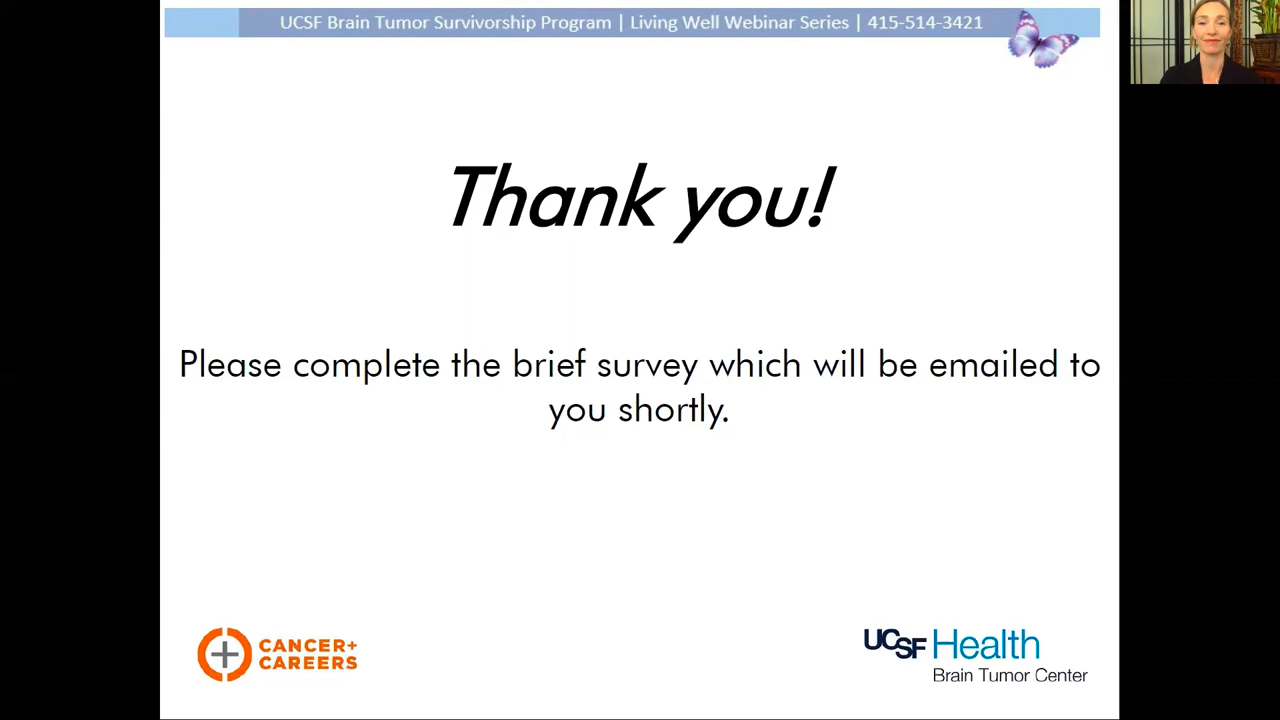 UCSF Brain Tumor Survivorship Program | Living Well Webinar Series | 415-514-3421
Thank you!
Please complete the brief survey which will be emailed to
you shortly.
CANCER+
CAREERS
UCSF Health
Brain Tumor Center